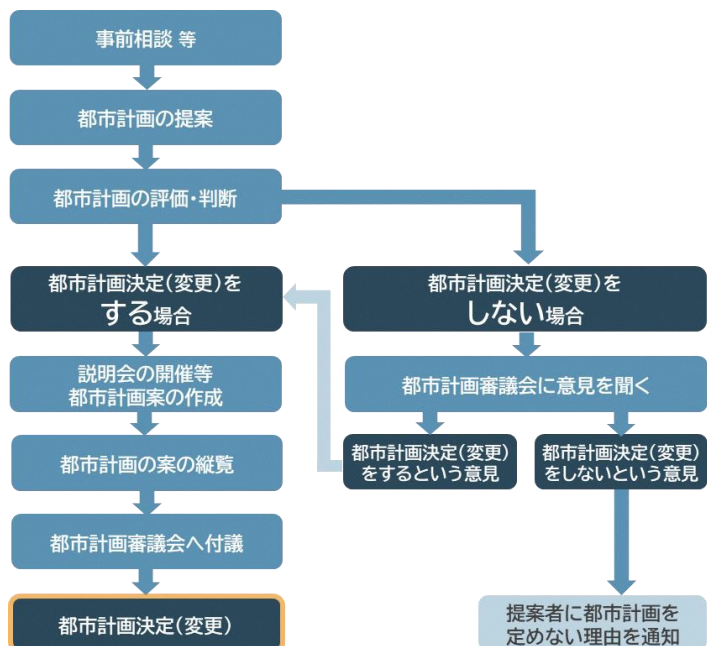 事前相談 等
都市計画の提案
都市計画の評価・判断
都市計画決定(変更)を
する場合
都市計画決定(変更)を
しない場合
説明会の開催等
都市計画案の作成
都市計画審議会に意見を聞く
都市計画の案の縦覧
都市計画決定(変更)
をするという意見
都市計画決定(変更)
をしないという意見
都市計画審議会へ付議
都市計画決定(変更)
提案者に都市計画を
定めない理由を通知